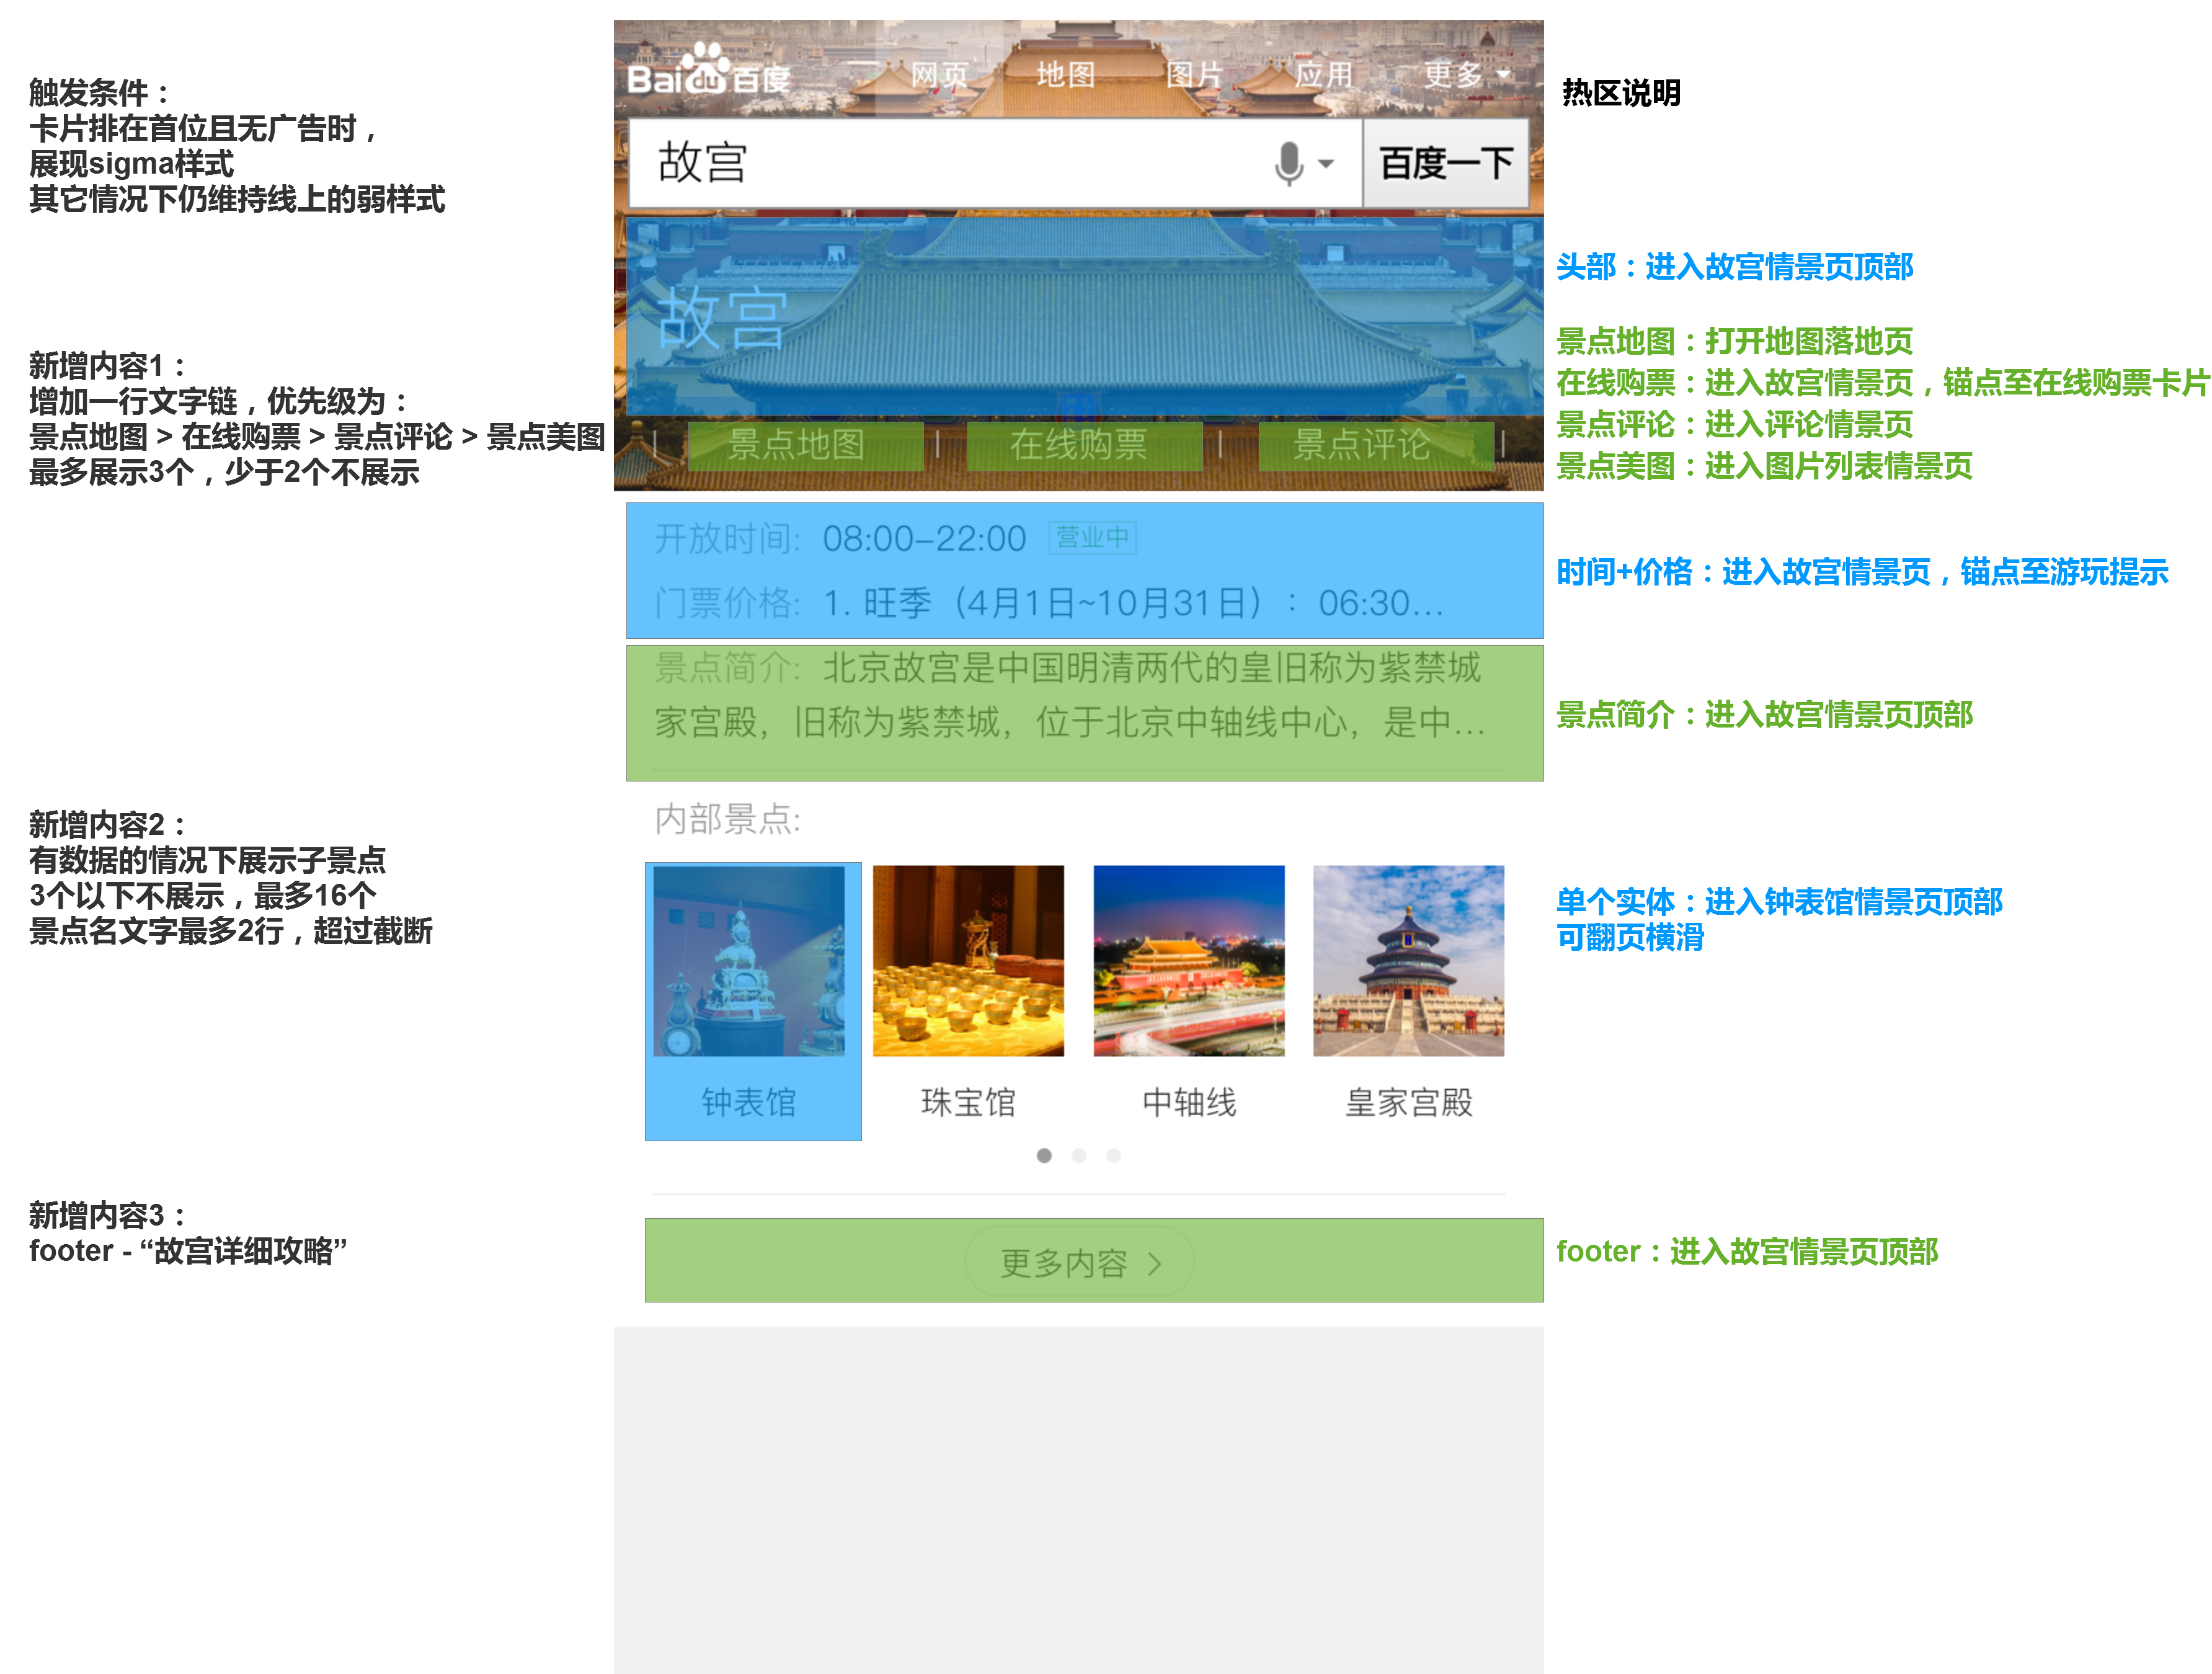 触发条件：
卡片排在首位且无广告时，
展现sigma样式
其它情况下仍维持线上的弱样式
新增内容1：
增加一行文字链，优先级为：
景点地图 > 在线购票 > 景点评论 > 景点美图
最多展示3个，少于2个不展示
新增内容2：
有数据的情况下展示子景点
3个以下不展示，最多16个
景点名文字最多2行，超过截断
新增内容3：
footer - “故宫详细攻略”
Bai du 百度
网页 地图 图片 应用 更多
故宫
百度一下
故宫
景点地图 | 在线购票 | 景点评论 |
开放时间: 08:00-22:00 营业中
门票价格: 1. 旺季（4月1日~10月31日）：06:30...
景点简介: 北京故宫是中国明清两代的皇旧称为紫禁城
家宫殿，旧称为紫禁城，位于北京中轴线中心，是中...
内部景点:
钟表馆 珠宝馆 中轴线 皇家宫殿
更多内容 >
热区说明
头部：进入故宫情景页顶部
景点地图：打开地图落地页
在线购票：进入故宫情景页，锚点至在线购票卡片
景点评论：进入评论情景页
景点美图：进入图片列表情景页
时间+价格：进入故宫情景页，锚点至游玩提示
景点简介：进入故宫情景页顶部
单个实体：进入钟表馆情景页顶部
可翻页横滑
footer：进入故宫情景页顶部